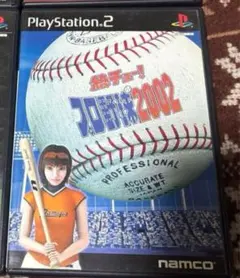 PlayStation.2
熱チュー!
プロ野球2002
PROFESSIONAL
ACCURATE
SIZE & WT
namco